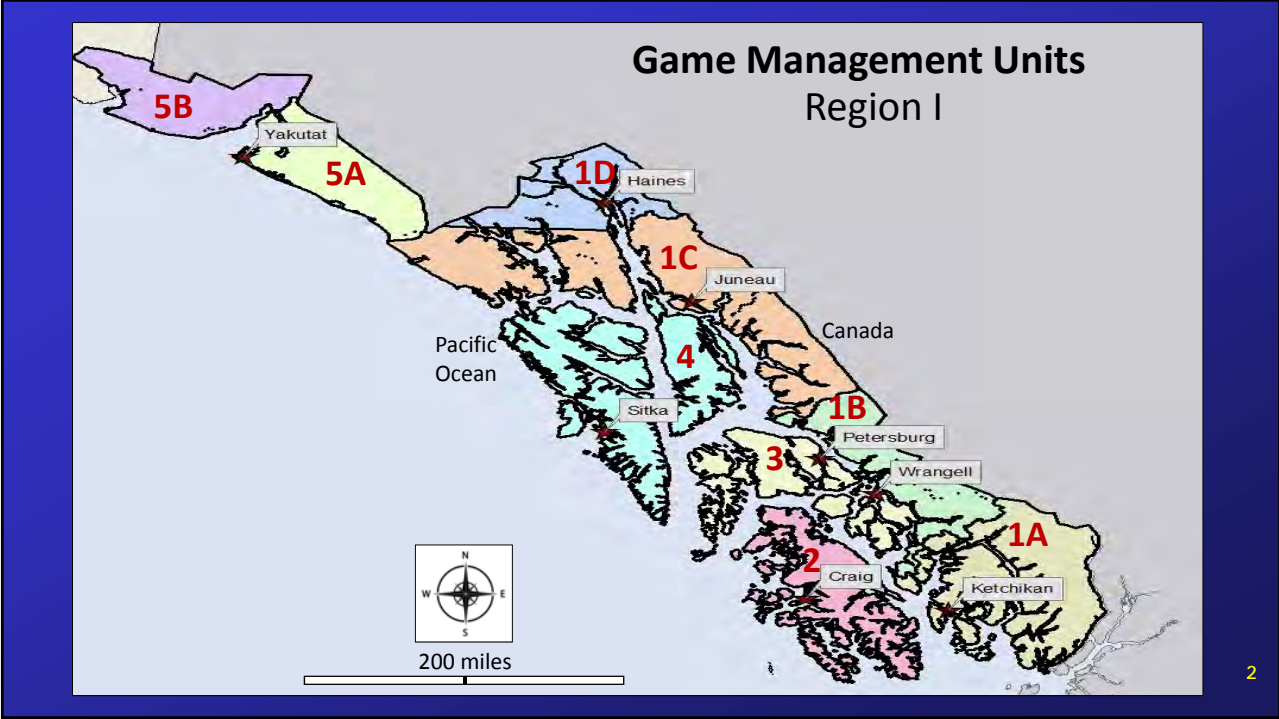 Game Management Units
Region I
5B
Yakutat
5A
1D
Haines
1C
Juneau
Pacific
Ocean
4
Canada
1B
Sitka
Petersburg
3
Wrangell
1A
2
Craig
Ketchikan
N
W
E
S
200 miles
2